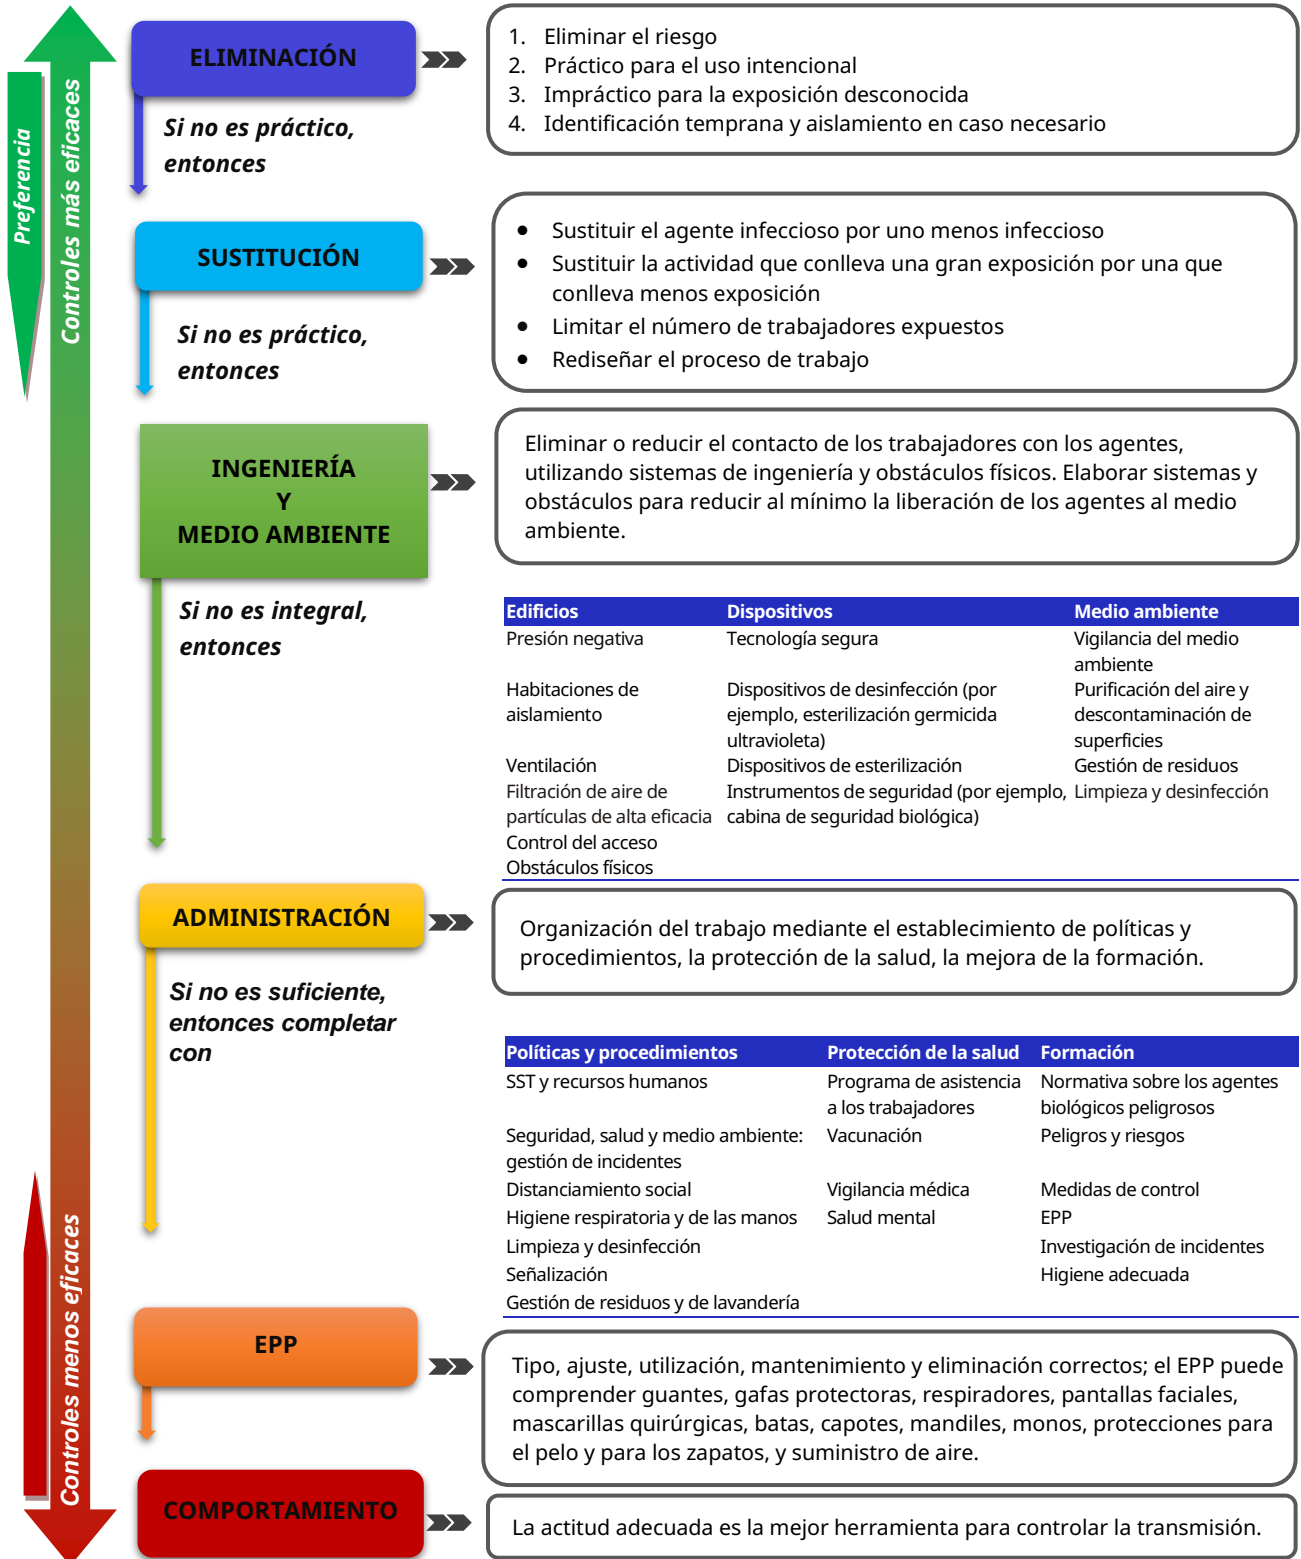 Preferencia
Controles más eficaces
ELIMINACIÓN
1. Eliminar el riesgo
2. Práctico para el uso intencional
3. Impráctico para la exposición desconocida
4. Identificación temprana y aislamiento en caso necesario
Si no es práctico,
entonces
SUSTITUCIÓN
• Sustituir el agente infeccioso por uno menos infeccioso
• Sustituir la actividad que conlleva una gran exposición por una que
conlleva menos exposición
• Limitar el número de trabajadores expuestos
• Rediseñar el proceso de trabajo
Si no es práctico,
entonces
INGENIERÍA
Y
MEDIO AMBIENTE
Eliminar o reducir el contacto de los trabajadores con los agentes,
utilizando sistemas de ingeniería y obstáculos físicos. Elaborar sistemas y
obstáculos para reducir al mínimo la liberación de los agentes al medio
ambiente.
Si no es integral,
entonces
Edificios Dispositivos Medio ambiente
Presión negativa Tecnología segura Vigilancia del medio
ambiente
Habitaciones de Dispositivos de desinfección (por Purificación del aire y
aislamiento ejemplo, esterilización germicida descontaminación de
ultravioleta) superficies
Ventilación Dispositivos de esterilización Gestión de residuos
Filtración de aire de Instrumentos de seguridad (por ejemplo, Limpieza y desinfección
partículas de alta eficacia cabina de seguridad biológica)
Control del acceso
Obstáculos físicos
ADMINISTRACIÓN
Organización del trabajo mediante el establecimiento de políticas y
procedimientos, la protección de la salud, la mejora de la formación.
Si no es suficiente,
entonces completar
con
Políticas y procedimientos Protección de la salud Formación
SST y recursos humanos Programa de asistencia Normativa sobre los agentes
a los trabajadores biológicos peligrosos
Seguridad, salud y medio ambiente: Vacunación Peligros y riesgos
gestión de incidentes
Distanciamiento social Vigilancia médica Medidas de control
Higiene respiratoria y de las manos Salud mental EPP
Limpieza y desinfección Investigación de incidentes
Señalización Higiene adecuada
Gestión de residuos y de lavandería
Controles menos eficaces
EPP
Tipo, ajuste, utilización, mantenimiento y eliminación correctos; el EPP puede
comprender guantes, gafas protectoras, respiradores, pantallas faciales,
mascarillas quirúrgicas, batas, capotes, mandiles, monos, protecciones para
el pelo y para los zapatos, y suministro de aire.
COMPORTAMIENTO
La actitud adecuada es la mejor herramienta para controlar la transmisión.